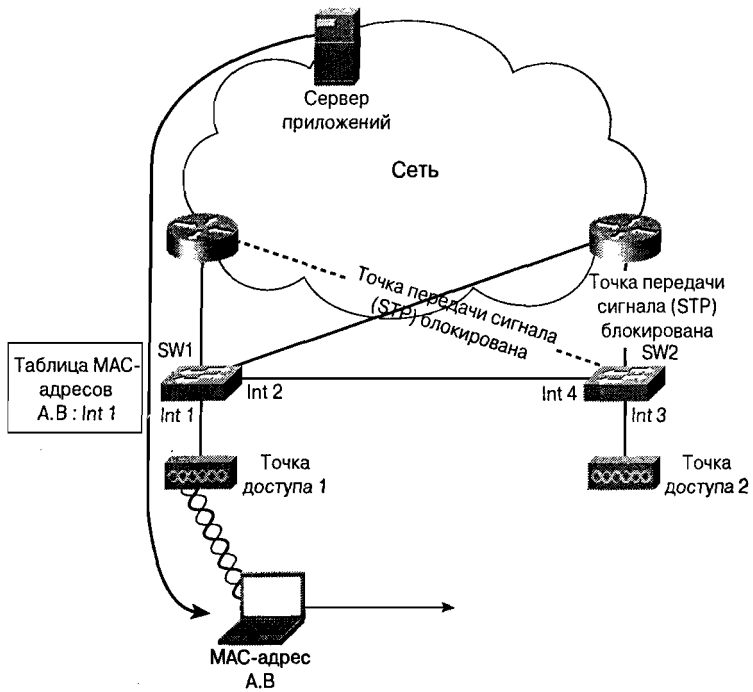 Сервер
приложений
Сеть
Точка передачи сигнала
(STP) блокирована
Точка передачи
сигнала (STP)
блокирована
SW1
SW2
Таблица MAC-
адресов
A.B : Int 1
Int 1
Int 2
Int 4
Int 3
Точка
доступа 1
Точка
доступа 2
MAC-адрес
A.B